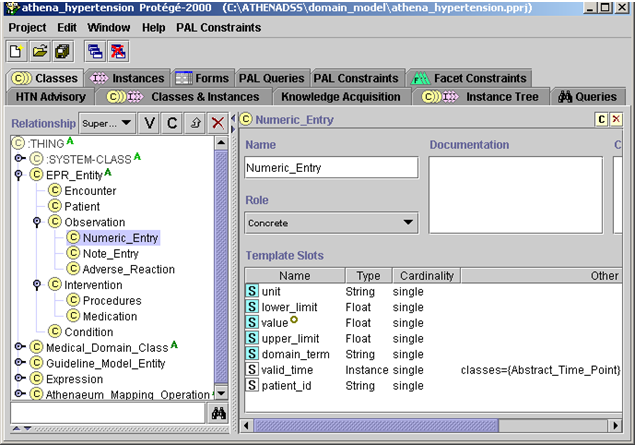 athena_hypertension Protégé-2000 (C:\ATHENADSS\domain_model\athena_hypertension.pprj)
Project Edit Window Help PAL Constraints
Classes Instances Forms PAL Queries PAL Constraints Facet Constraints
HTN Advisory Classes & Instances Knowledge Acquisition Instance Tree Queries
Relationship Super... V C
C :THING A
C :SYSTEM-CLASS A
C EPR_Entity A
C Encounter
C Patient
C Observation
C Numeric_Entry
C Note_Entry
C Adverse_Reaction
C Intervention
C Procedures
C Medication
C Condition
C Medical_Domain_Class A
C Guideline_Model_Entity
C Expression
C Athenaeum_Mapping_Operation
C Numeric_Entry C x
Name Documentation C
Numeric_Entry
Role
Concrete
Template Slots
Name Type Cardinality Other
S unit String single
S lower_limit Float single
S value Float single
S upper_limit Float single
S domain_term String single
S valid_time Instance single classes={Abstract_Time_Point}
S patient_id String single